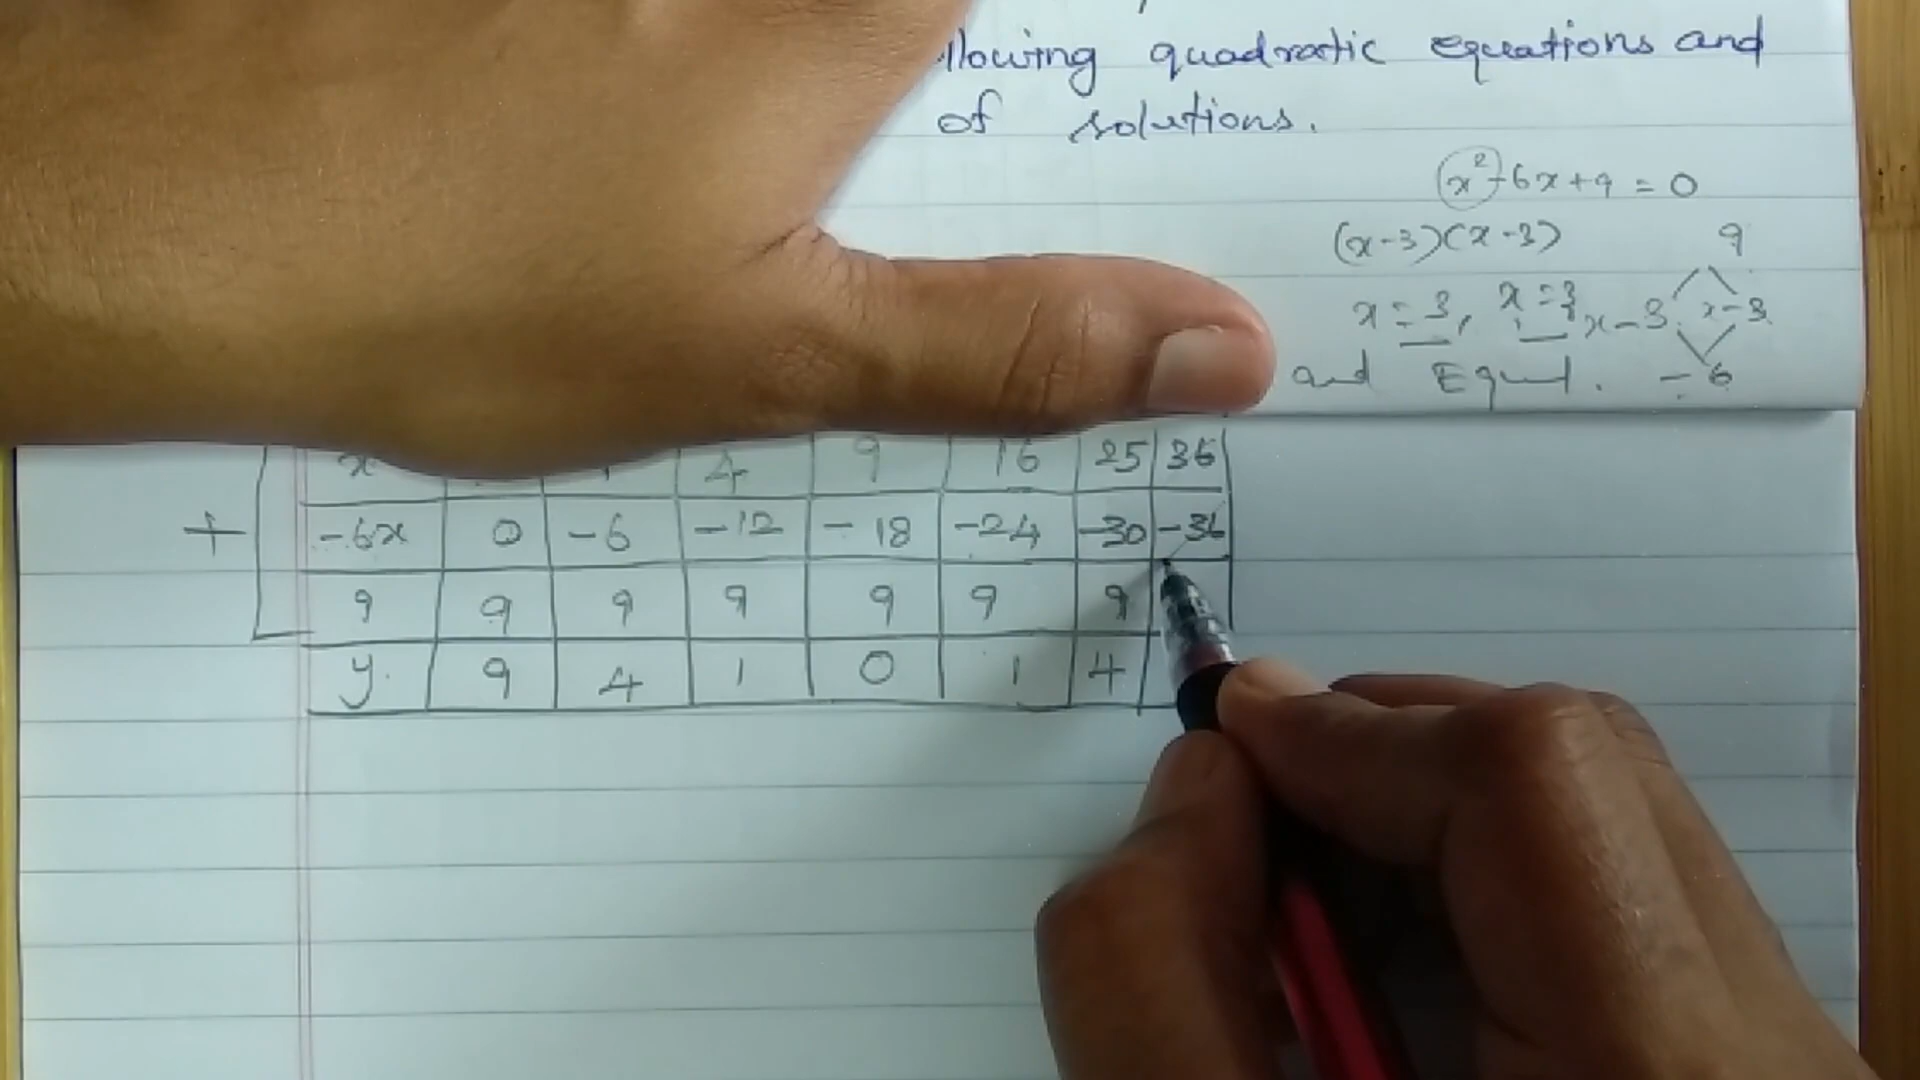 llowing quadratic equations and
of solutions.
x²-6x+9 = 0
(x-3)(x-3) 9
x = 3, x = 3 x-3 x-3
and Equal. -6
x 4 9 16 25 36
+ -6x 0 -6 -12 -18 -24 -30 -36
9 9 9 9 9 9 9
y 9 4 1 0 1 4